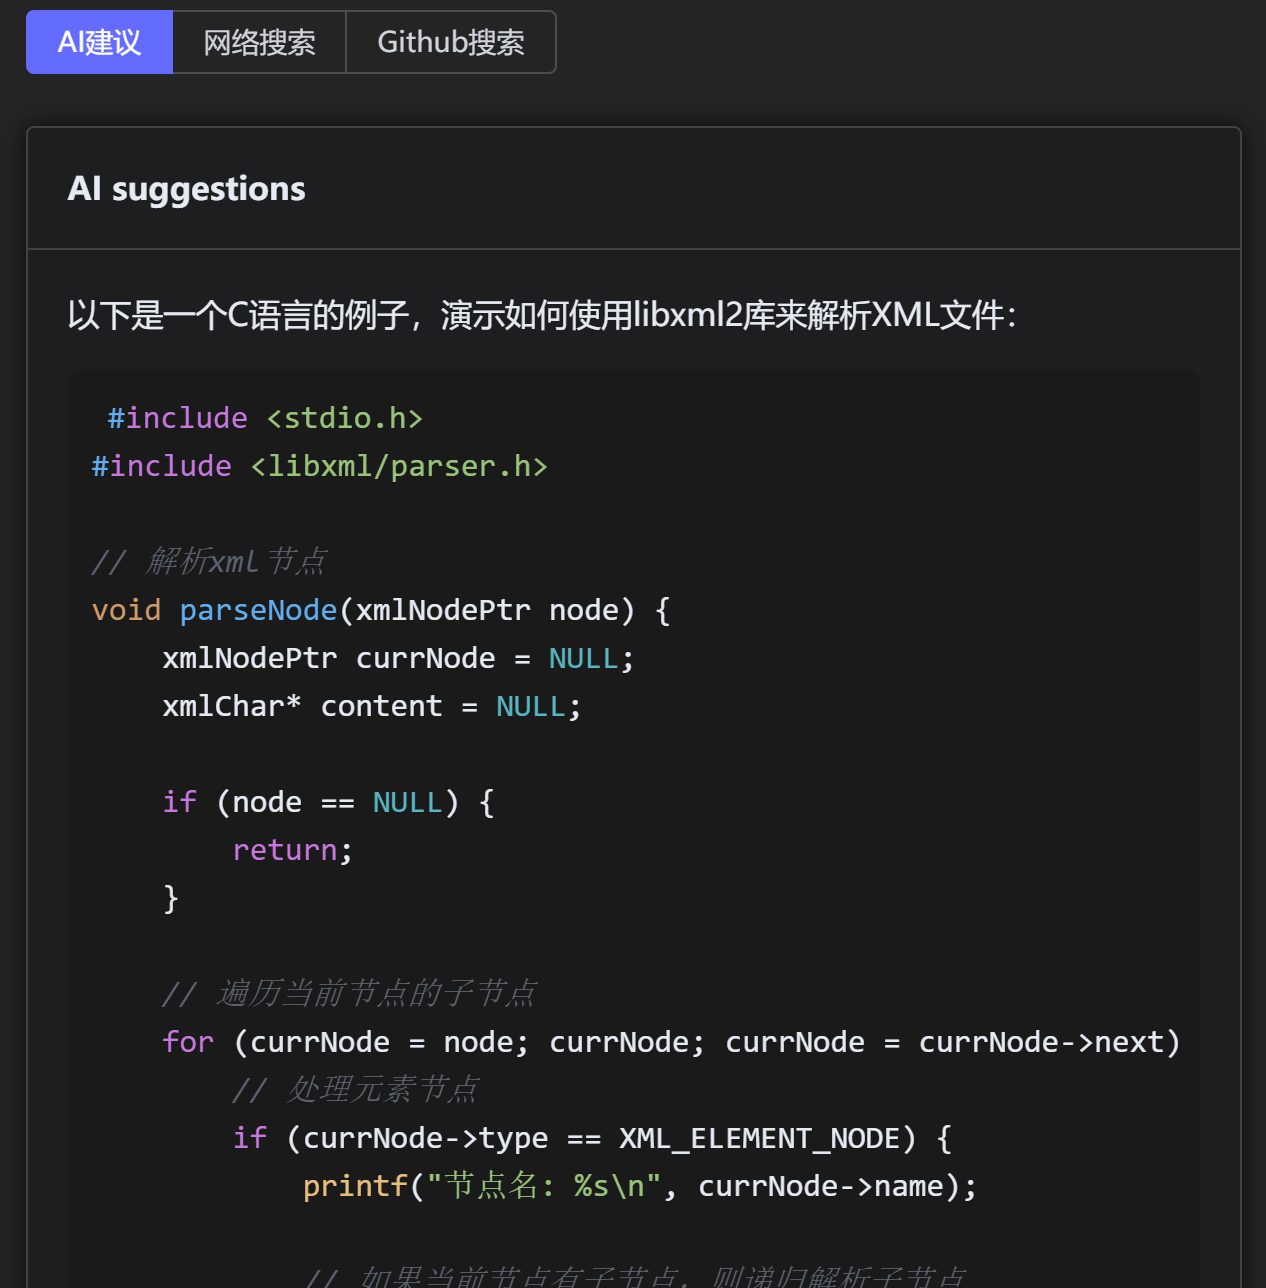 AI建议 网络搜索 Github搜索
AI suggestions
以下是一个C语言的例子，演示如何使用libxml2库来解析XML文件：
#include <stdio.h>
#include <libxml/parser.h>
// 解析xml节点
void parseNode(xmlNodePtr node) {
    xmlNodePtr currNode = NULL;
    xmlChar* content = NULL;
    if (node == NULL) {
        return;
    }
    // 遍历当前节点的子节点
    for (currNode = node; currNode; currNode = currNode->next)
        // 处理元素节点
        if (currNode->type == XML_ELEMENT_NODE) {
            printf("节点名: %s\n", currNode->name);
            // 如果当前节点有子节点，则递归解析子节点